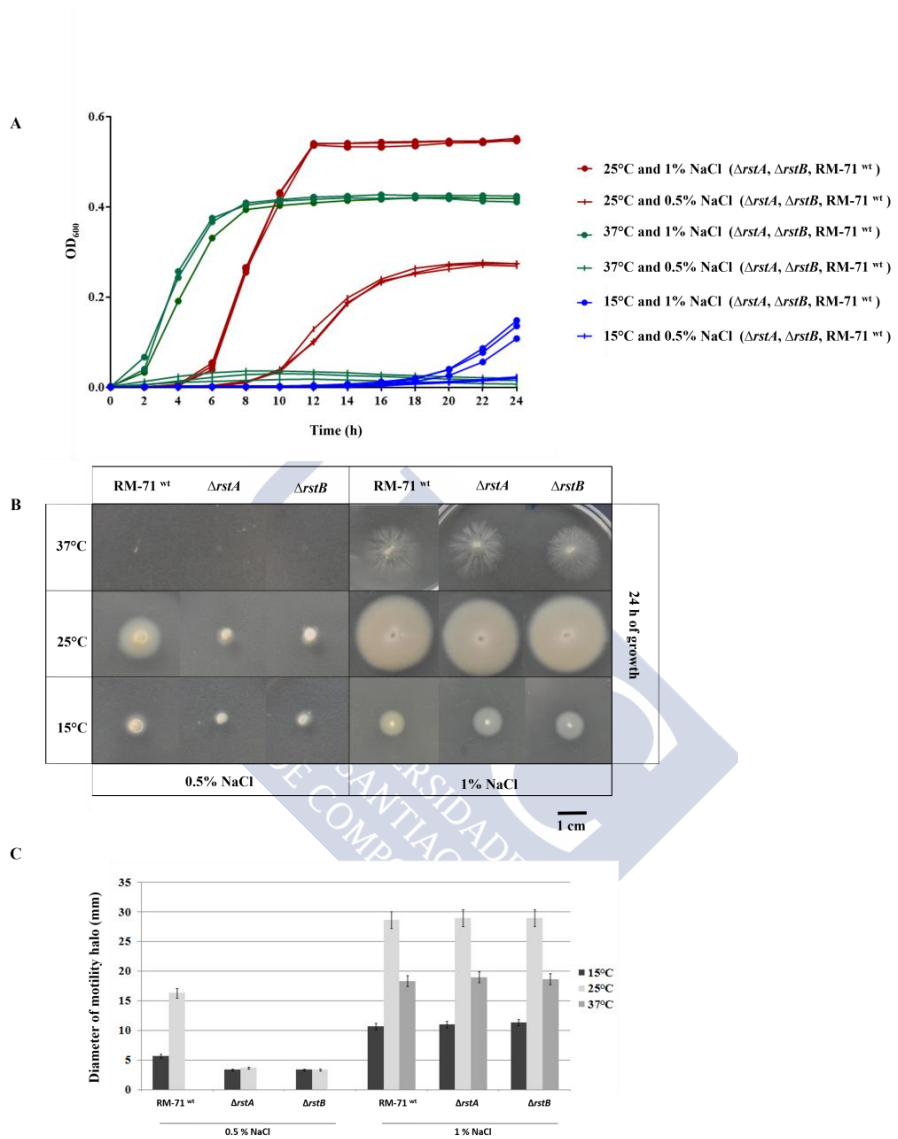 A
0.6
0.4
0.2
0.0
OD600
0 2 4 6 8 10 12 14 16 18 20 22 24
Time (h)
25°C and 1% NaCl (ΔrstA, ΔrstB, RM-71 wt )
25°C and 0.5% NaCl (ΔrstA, ΔrstB, RM-71 wt )
37°C and 1% NaCl (ΔrstA, ΔrstB, RM-71 wt )
37°C and 0.5% NaCl (ΔrstA, ΔrstB, RM-71 wt )
15°C and 1% NaCl (ΔrstA, ΔrstB, RM-71 wt )
15°C and 0.5% NaCl (ΔrstA, ΔrstB, RM-71 wt )
B
RM-71 wt ΔrstA ΔrstB RM-71 wt ΔrstA ΔrstB
37°C
25°C
15°C
24 h of growth
0.5% NaCl 1% NaCl
1 cm
C
35
30
25
20
15
10
5
0
Diameter of motility halo (mm)
15°C
25°C
37°C
RM-71 wt ΔrstA ΔrstB RM-71 wt ΔrstA ΔrstB
0.5 % NaCl 1 % NaCl